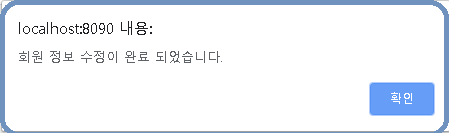 localhost:8090 내용:
회원 정보 수정이 완료 되었습니다.
확인